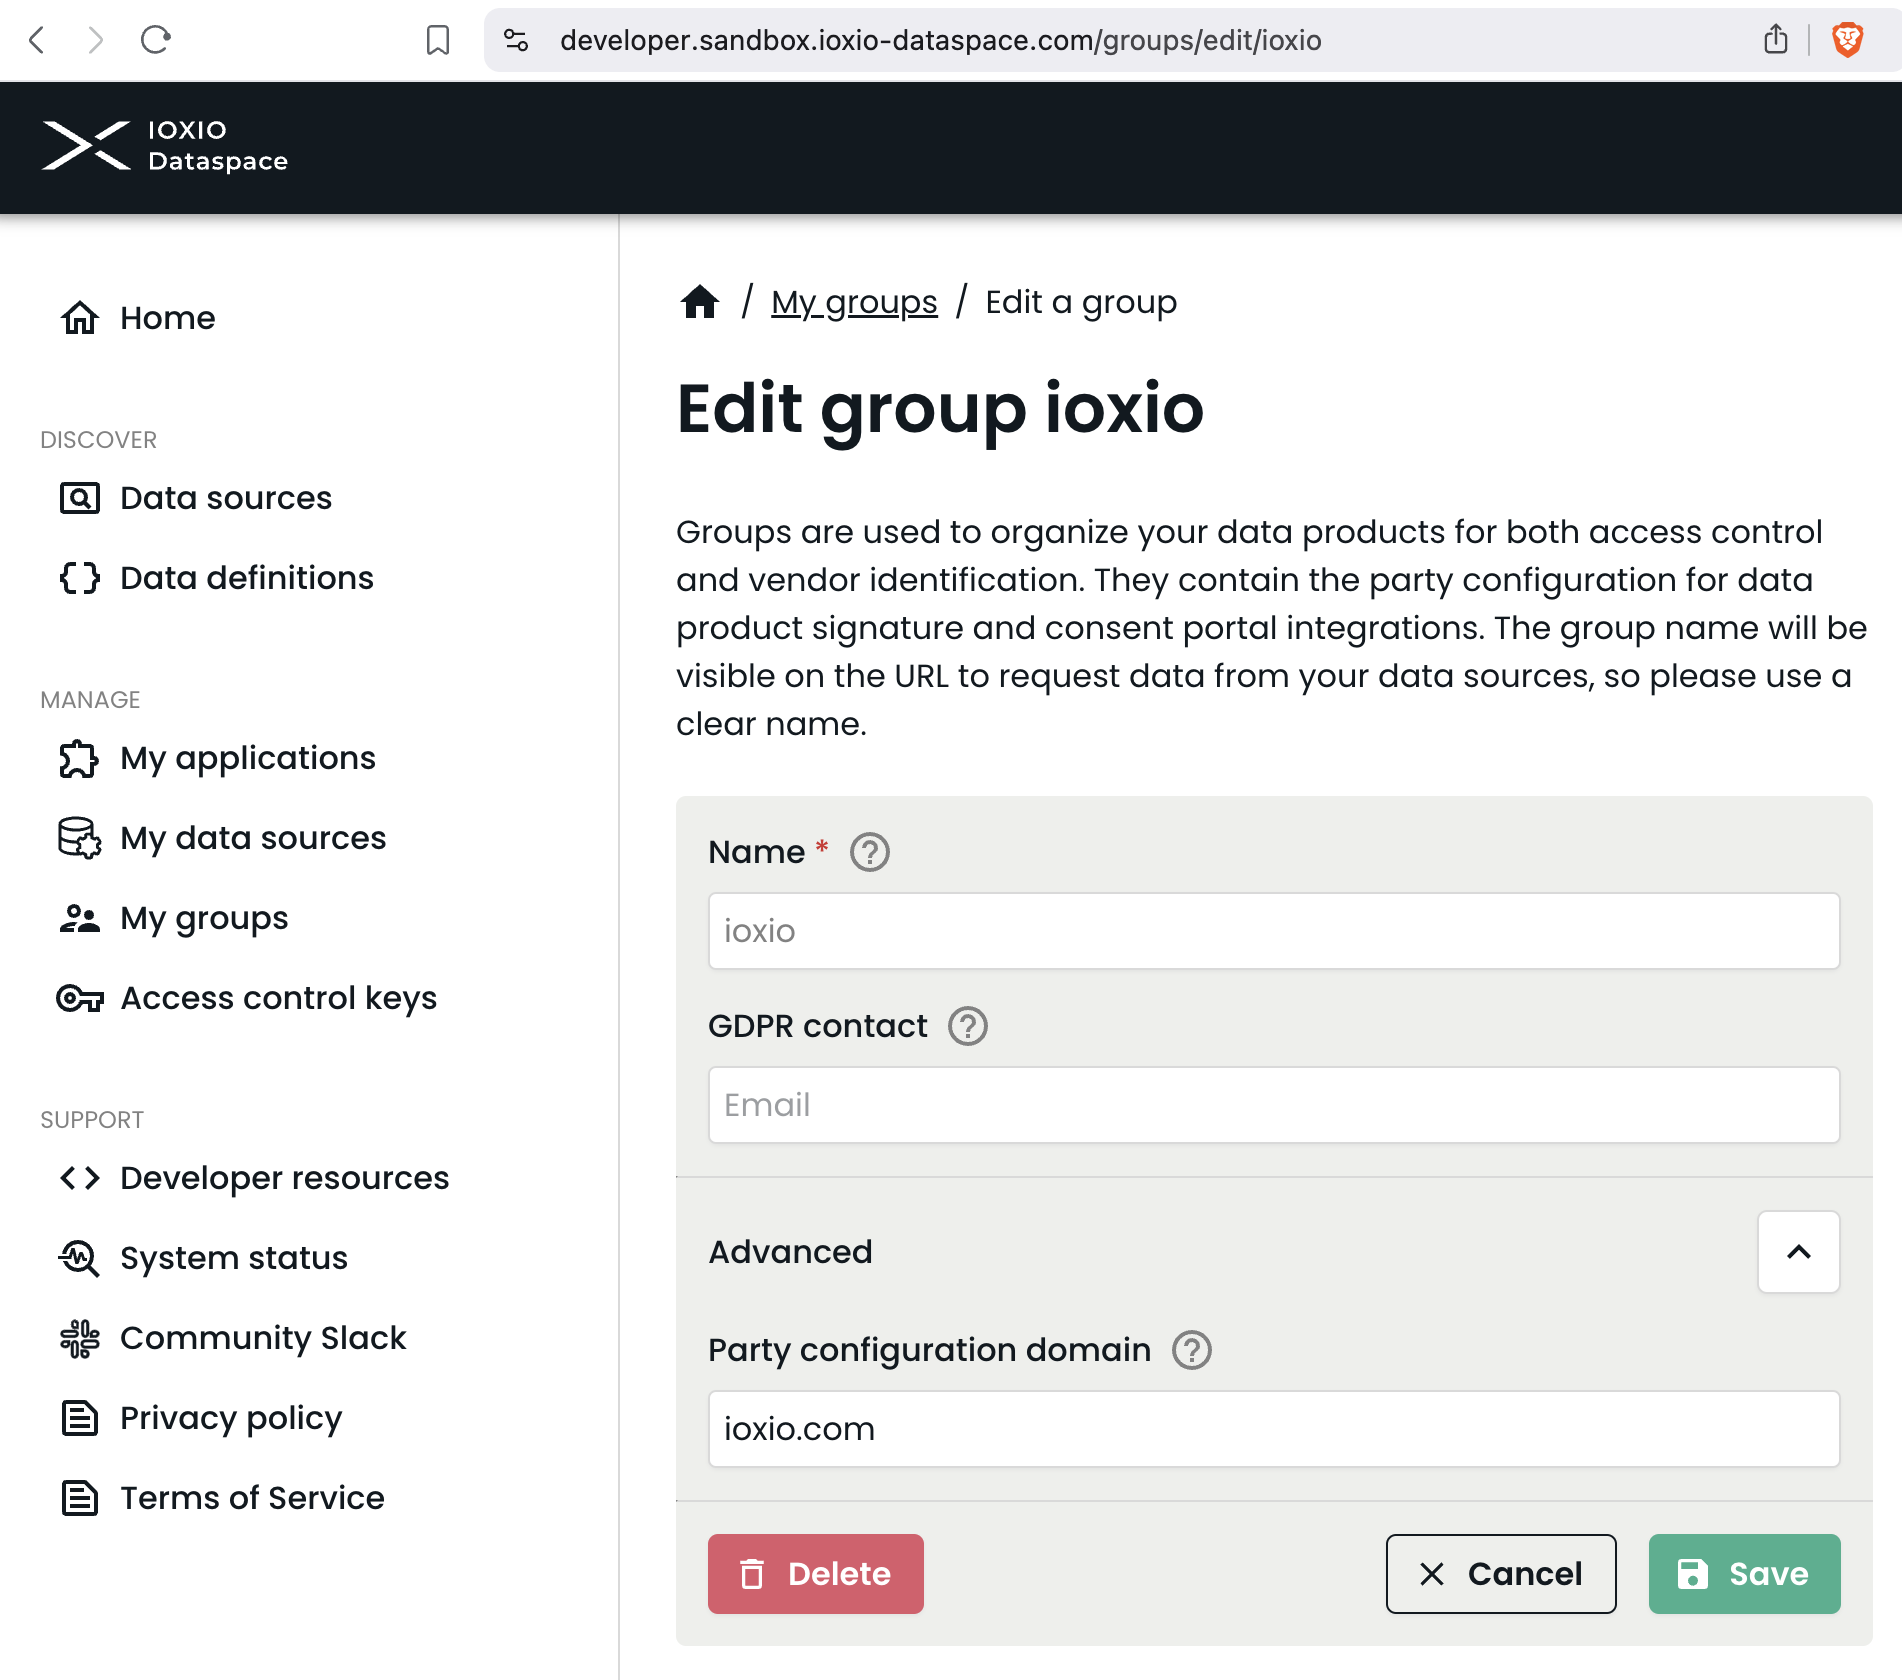 developer.sandbox.ioxio-dataspace.com/groups/edit/ioxio
IOXIO
Dataspace
Home
DISCOVER
Data sources
Data definitions
MANAGE
My applications
My data sources
My groups
Access control keys
SUPPORT
Developer resources
System status
Community Slack
Privacy policy
Terms of Service
/ My groups / Edit a group
Edit group ioxio
Groups are used to organize your data products for both access control
and vendor identification. They contain the party configuration for data
product signature and consent portal integrations. The group name will be
visible on the URL to request data from your data sources, so please use a
clear name.
Name *
ioxio
GDPR contact
Email
Advanced
Party configuration domain
ioxio.com
Delete
Cancel
Save